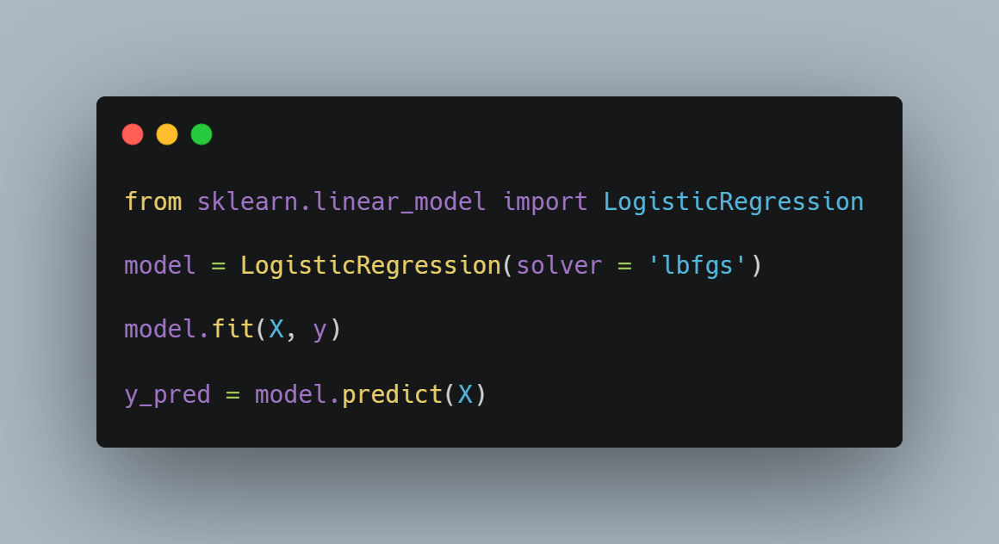 from sklearn.linear_model import LogisticRegression
model = LogisticRegression(solver = 'lbfgs')
model.fit(X, y)
y_pred = model.predict(X)